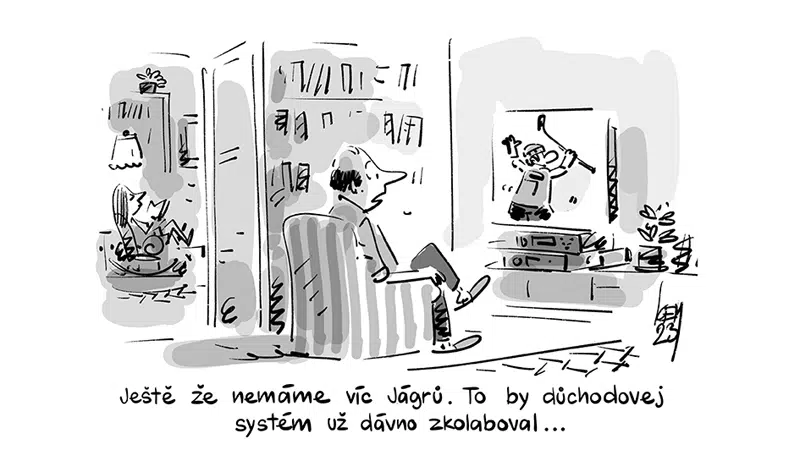 Ještě že nemáme víc Jágrů. To by důchodovej
systém už dávno zkolaboval...